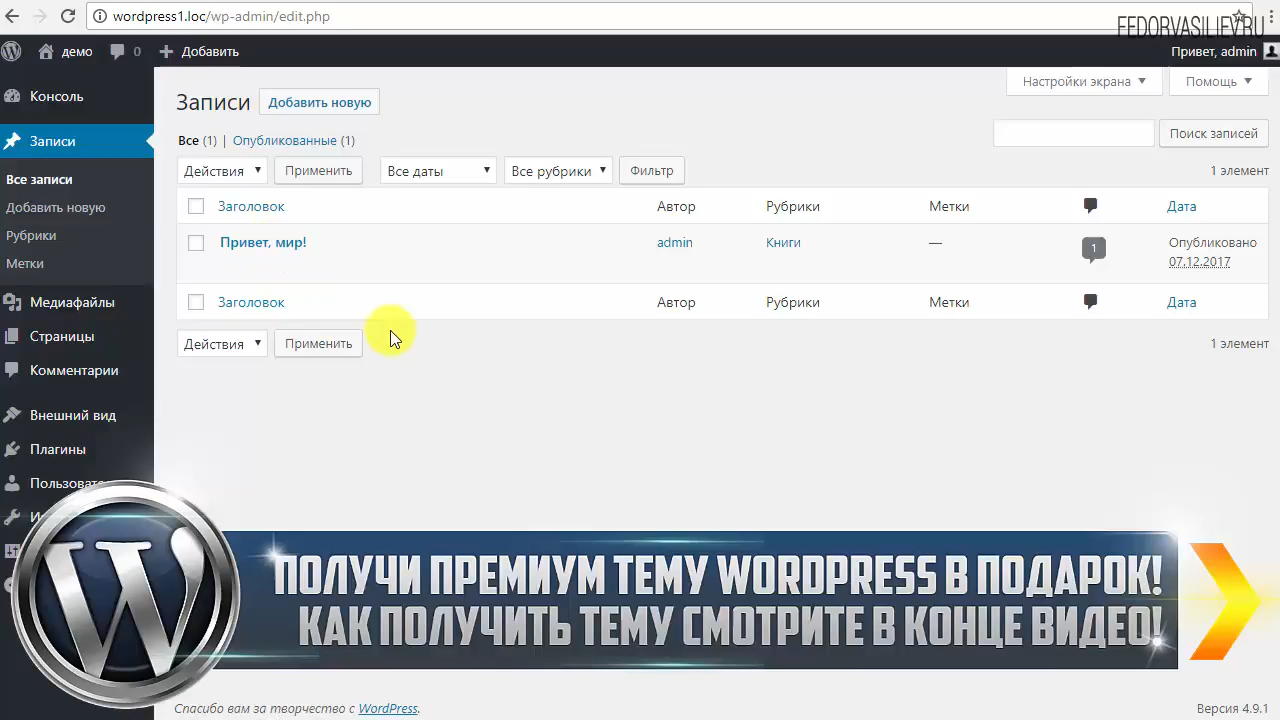 wordpress1.loc/wp-admin/edit.php
FEDORVASILIEV.RU
демо 0 Добавить Привет, admin
Настройки экрана Помощь
Консоль
Записи
Все записи
Добавить новую
Рубрики
Метки
Медиафайлы
Страницы
Комментарии
Внешний вид
Плагины
Записи Добавить новую
Все (1) | Опубликованные (1)
Поиск записей
Действия Применить Все даты Все рубрики Фильтр 1 элемент
Заголовок Автор Рубрики Метки Дата
Привет, мир! admin Книги — 1 Опубликовано
07.12.2017
Заголовок Автор Рубрики Метки Дата
Действия Применить 1 элемент
ПОЛУЧИ ПРЕМИУМ ТЕМУ WORDPRESS В ПОДАРОК!
КАК ПОЛУЧИТЬ ТЕМУ СМОТРИТЕ В КОНЦЕ ВИДЕО!
Спасибо вам за творчество с WordPress. Версия 4.9.1